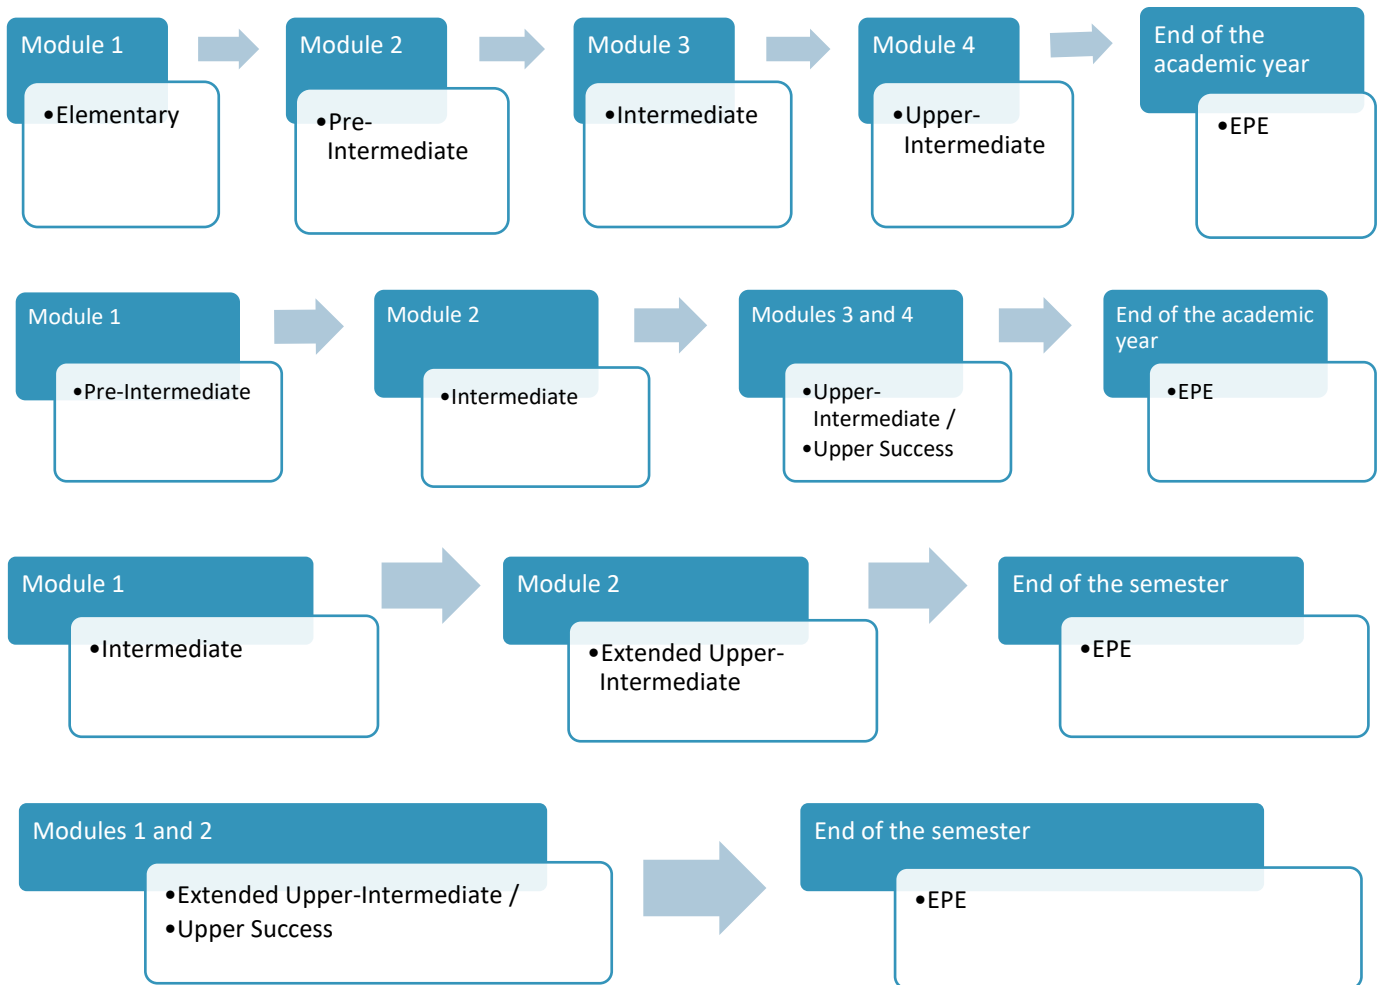 Module 1
•Elementary
Module 2
•Pre-
Intermediate
Module 3
•Intermediate
Module 4
•Upper-
Intermediate
End of the
academic year
•EPE
Module 1
•Pre-Intermediate
Module 2
•Intermediate
Modules 3 and 4
•Upper-
Intermediate /
•Upper Success
End of the academic
year
•EPE
Module 1
•Intermediate
Module 2
•Extended Upper-
Intermediate
End of the semester
•EPE
Modules 1 and 2
•Extended Upper-Intermediate /
•Upper Success
End of the semester
•EPE